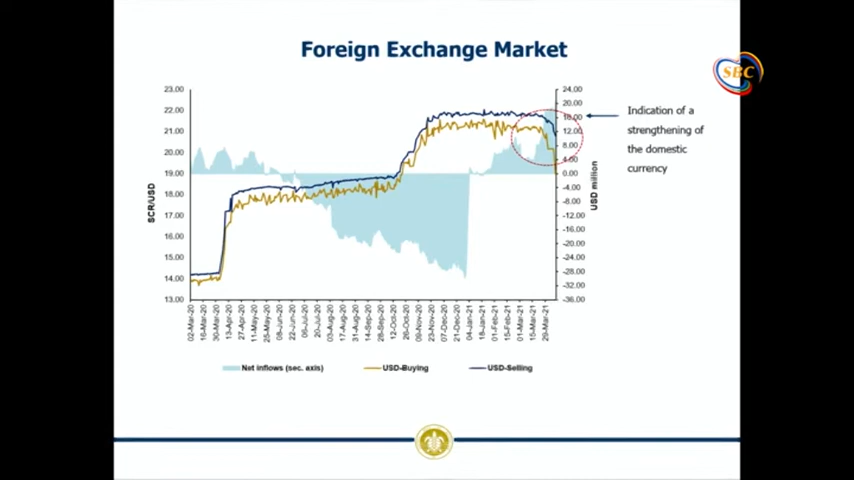 Foreign Exchange Market
SBC
23.00
22.00
21.00
20.00
19.00
18.00
17.00
16.00
15.00
14.00
13.00
SCR/USD
24.00
20.00
16.00
12.00
8.00
4.00
0.00
-4.00
-8.00
-12.00
-16.00
-20.00
-24.00
-28.00
-32.00
-36.00
USD million
Indication of a
strengthening of
the domestic
currency
02-Mar-20
16-Mar-20
30-Mar-20
13-Apr-20
27-Apr-20
11-May-20
25-May-20
08-Jun-20
22-Jun-20
06-Jul-20
20-Jul-20
03-Aug-20
17-Aug-20
31-Aug-20
14-Sep-20
28-Sep-20
12-Oct-20
26-Oct-20
09-Nov-20
23-Nov-20
07-Dec-20
21-Dec-20
04-Jan-21
18-Jan-21
01-Feb-21
15-Feb-21
01-Mar-21
15-Mar-21
29-Mar-21
Net inflows (sec. axis)
USD-Buying
USD-Selling